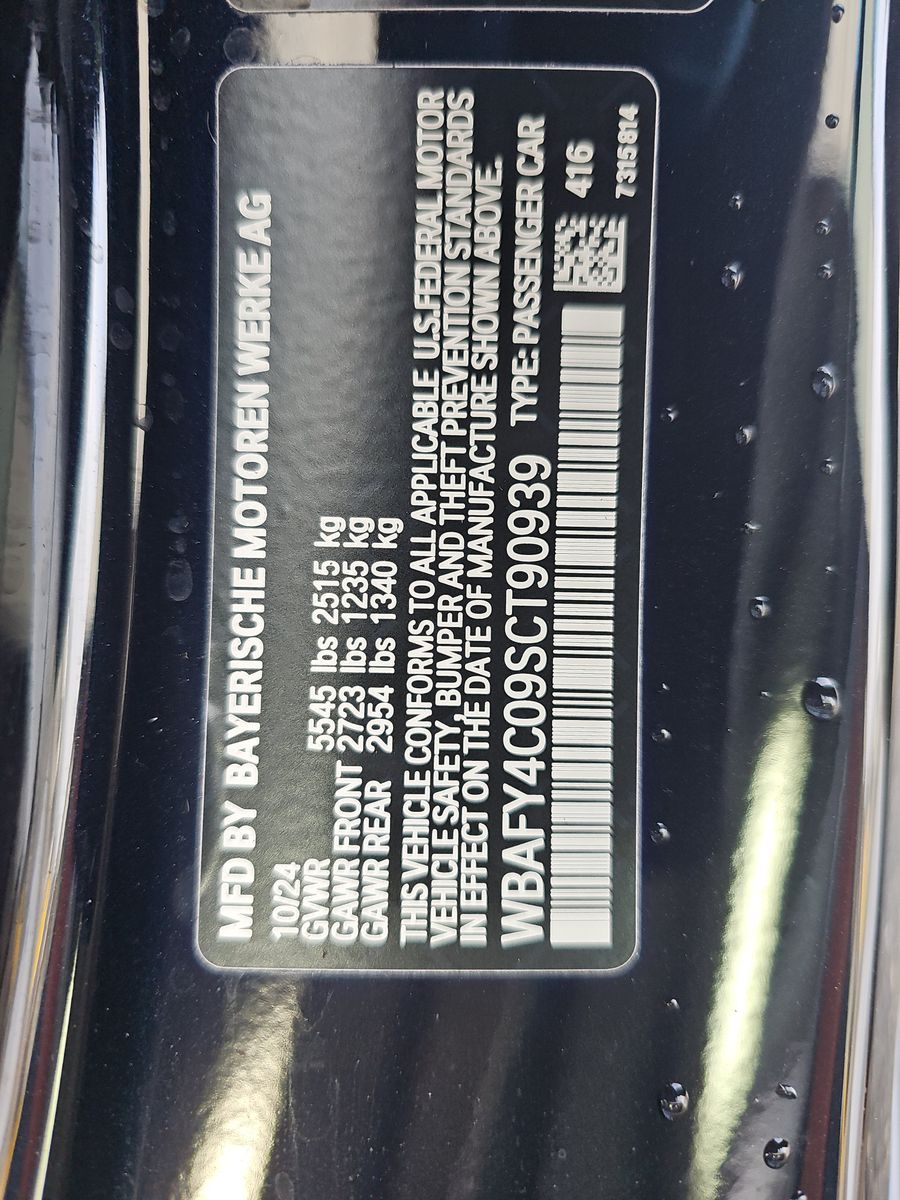 MFD BY BAYERISCHE MOTOREN WERKE AG
10/24
GVWR 5545 lbs 2515 kg
GAWR FRONT 2723 lbs 1235 kg
GAWR REAR 2954 lbs 1340 kg
THIS VEHICLE CONFORMS TO ALL APPLICABLE U.S.FEDERAL MOTOR
VEHICLE SAFETY, BUMPER AND THEFT PREVENTION STANDARDS
IN EFFECT ON THE DATE OF MANUFACTURE SHOWN ABOVE.
WBAFY4C09SCT90939 TYPE: PASSENGER CAR
416
7315814